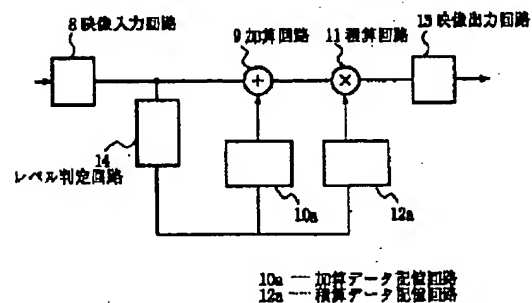 8 映像入力回路
9 加算回路
11 積算回路
13 映像出力回路
+
×
14
レベル判定回路
10a
12a
10a ― 加算データ記憶回路
12a ---- 積算データ記憶回路